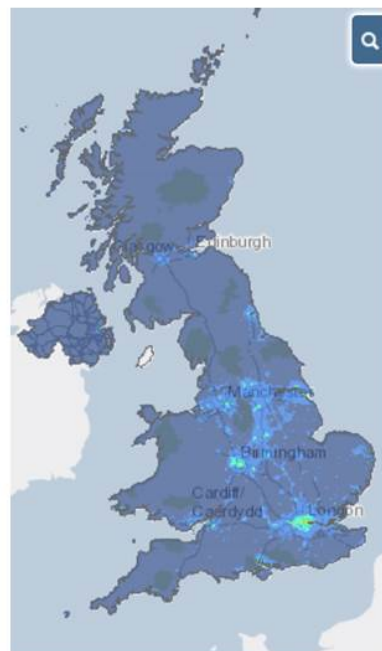 Glasgow
Edinburgh
Manchester
Birmingham
Cardiff/
Caerdydd
London